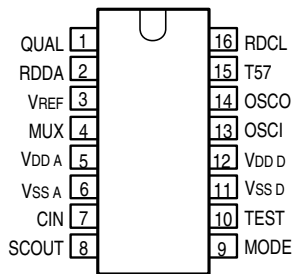 QUAL 1 16 RDCL
RDDA 2 15 T57
VREF 3 14 OSCO
MUX 4 13 OSCI
VDD A 5 12 VDD D
VSS A 6 11 VSS D
CIN 7 10 TEST
SCOUT 8 9 MODE